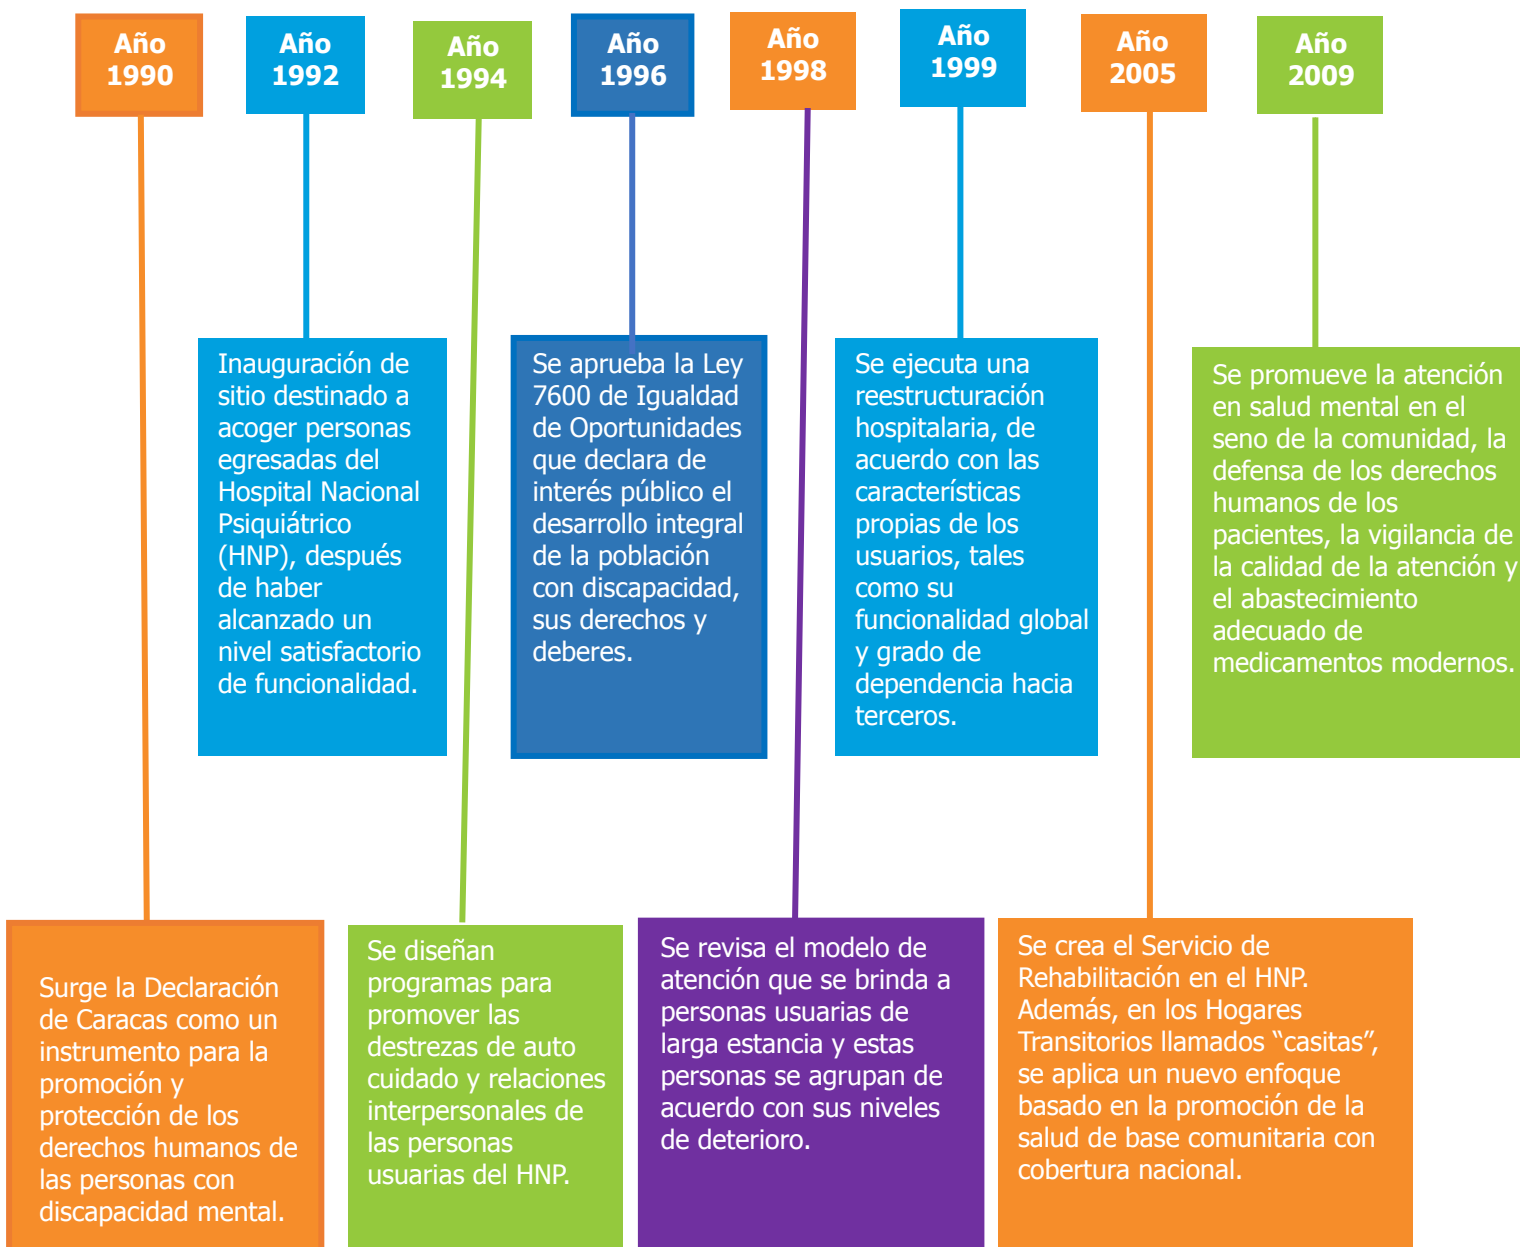 Año
1990
Año
1992
Año
1994
Año
1996
Año
1998
Año
1999
Año
2005
Año
2009
Inauguración de
sitio destinado a
acoger personas
egresadas del
Hospital Nacional
Psiquiátrico
(HNP), después
de haber
alcanzado un
nivel satisfactorio
de funcionalidad.
Se aprueba la Ley
7600 de Igualdad
de Oportunidades
que declara de
interés público el
desarrollo integral
de la población
con discapacidad,
sus derechos y
deberes.
Se ejecuta una
reestructuración
hospitalaria, de
acuerdo con las
características
propias de los
usuarios, tales
como su
funcionalidad global
y grado de
dependencia hacia
terceros.
Se promueve la atención
en salud mental en el
seno de la comunidad, la
defensa de los derechos
humanos de los
pacientes, la vigilancia de
la calidad de la atención y
el abastecimiento
adecuado de
medicamentos modernos.
Surge la Declaración
de Caracas como un
instrumento para la
promoción y
protección de los
derechos humanos de
las personas con
discapacidad mental.
Se diseñan
programas para
promover las
destrezas de auto
cuidado y relaciones
interpersonales de
las personas
usuarias del HNP.
Se revisa el modelo de
atención que se brinda a
personas usuarias de
larga estancia y estas
personas se agrupan de
acuerdo con sus niveles
de deterioro.
Se crea el Servicio de
Rehabilitación en el HNP.
Además, en los Hogares
Transitorios llamados “casitas”,
se aplica un nuevo enfoque
basado en la promoción de la
salud de base comunitaria con
cobertura nacional.